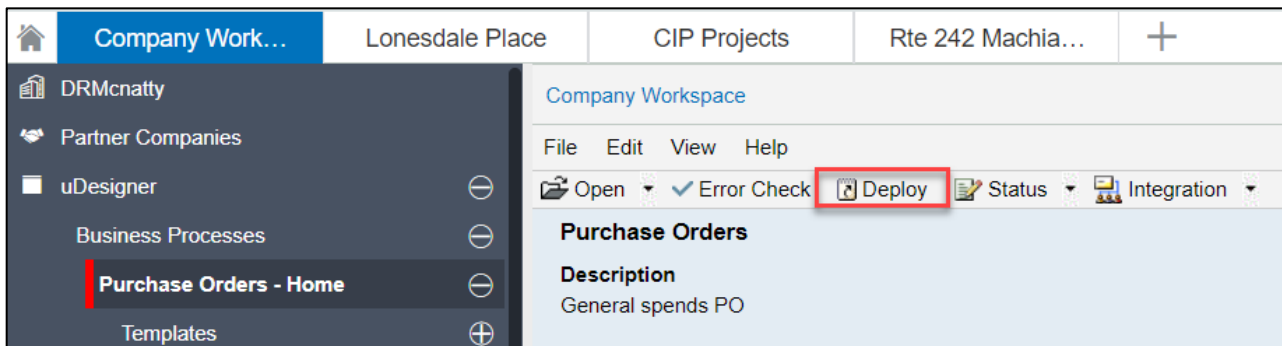 Company Work... Lonesdale Place CIP Projects Rte 242 Machia...
DRMcnatty
Partner Companies
uDesigner
Business Processes
Purchase Orders - Home
Templates
Company Workspace
File Edit View Help
Open Error Check Deploy Status Integration
Purchase Orders
Description
General spends PO